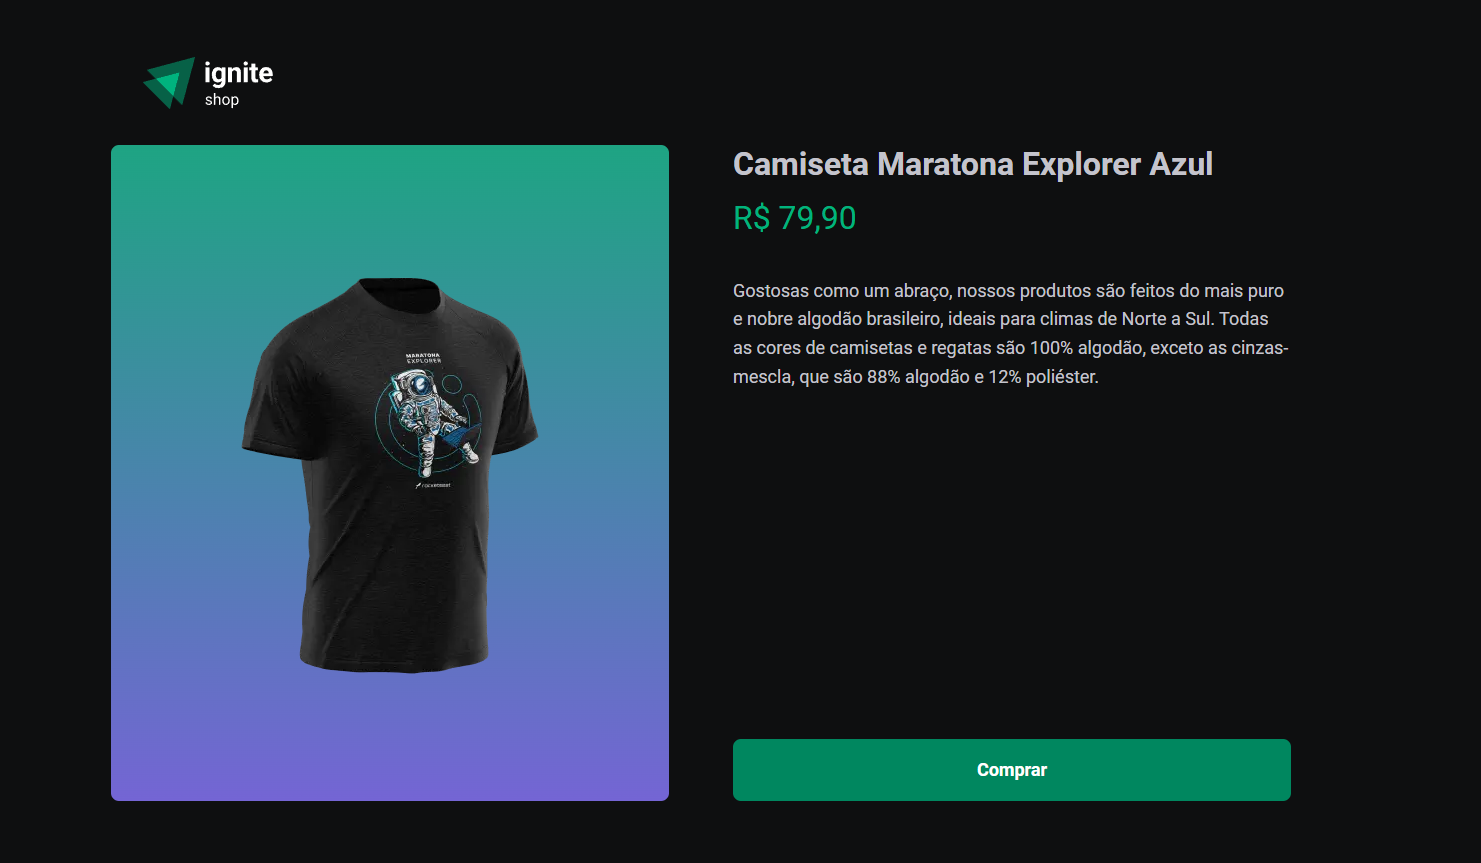 ignite
shop
Camiseta Maratona Explorer Azul
R$ 79,90
Gostosas como um abraço, nossos produtos são feitos do mais puro
e nobre algodão brasileiro, ideais para climas de Norte a Sul. Todas
as cores de camisetas e regatas são 100% algodão, exceto as cinzas-
mescla, que são 88% algodão e 12% poliéster.
MARATONA
EXPLORER
rocketseat
Comprar